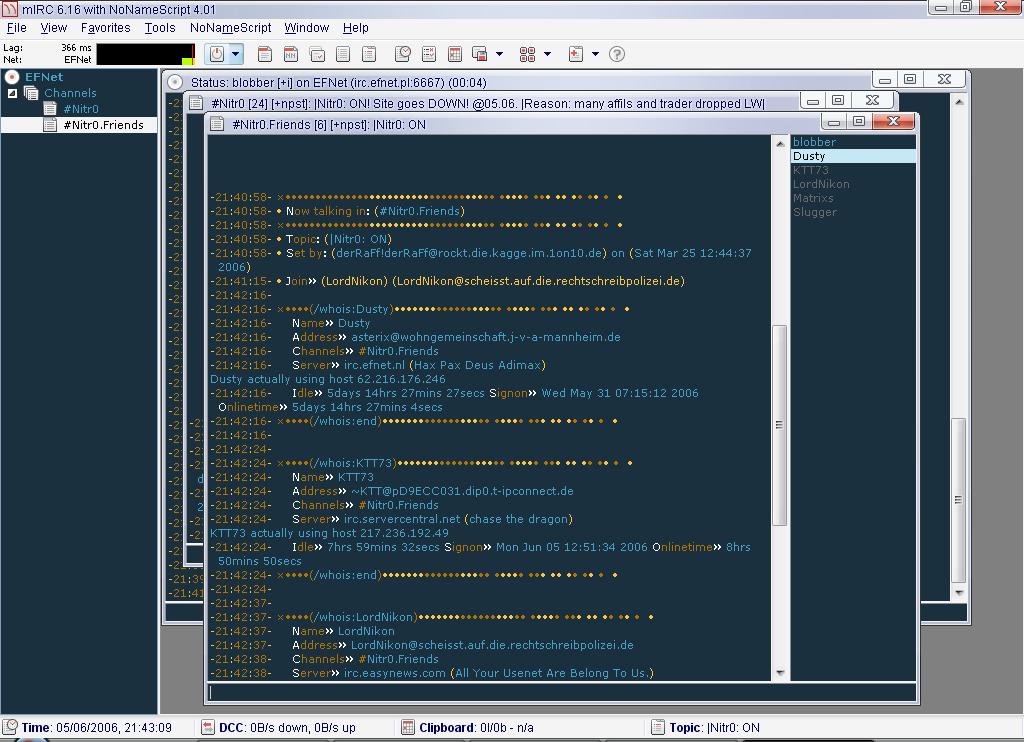 mIRC 6.16 with NoNameScript 4.01
File View Favorites Tools NoNameScript Window Help
Lag: 366 ms
Net: EFNet
EFNet
Channels
#Nitr0
#Nitr0.Friends
Status: blobber [+i] on EFNet (irc.efnet.pl:6667) (00:04)
#Nitr0 [24] [+npst]: |Nitr0: ON! Site goes DOWN! @05.06. |Reason: many affils and trader dropped LW|
#Nitr0.Friends [6] [+npst]: |Nitr0: ON
-21:40:58-
-21:40:58- • Now talking in: (#Nitr0.Friends)
-21:40:58-
-21:40:58- • Topic: (|Nitr0: ON)
-21:40:58- • Set by: (derRaFf!derRaff@rockt.die.kagge.im.1on10.de) on (Sat Mar 25 12:44:37
2006)
-21:41:15- • Join» (LordNikon) (LordNikon@scheisst.auf.die.rechtschreibpolizei.de)
-21:42:16-
-21:42:16- (/whois:Dusty)
-21:42:16- Name» Dusty
-21:42:16- Address» asterix@wohngemeinschaft.j-v-a-mannheim.de
-21:42:16- Channels» #Nitr0.Friends
-21:42:16- Server» irc.efnet.nl (Hax Pax Deus Adimax)
Dusty actually using host 62.216.176.246
-21:42:16- Idle» 5days 14hrs 27mins 27secs Signon» Wed May 31 07:15:12 2006
Onlinetime» 5days 14hrs 27mins 4secs
-21:42:16- (/whois:end)
-21:42:16-
-21:42:24-
-21:42:24- (/whois:KTT73)
-21:42:24- Name» KTT73
-21:42:24- Address» ~KTT@pD9ECC031.dip0.t-ipconnect.de
-21:42:24- Channels» #Nitr0.Friends
-21:42:24- Server» irc.servercentral.net (chase the dragon)
KTT73 actually using host 217.236.192.49
-21:42:24- Idle» 7hrs 59mins 32secs Signon» Mon Jun 05 12:51:34 2006 Onlinetime» 8hrs
50mins 50secs
-21:42:24- (/whois:end)
-21:42:24-
-21:42:37-
-21:42:37- (/whois:LordNikon)
-21:42:37- Name» LordNikon
-21:42:37- Address» LordNikon@scheisst.auf.die.rechtschreibpolizei.de
-21:42:38- Channels» #Nitr0.Friends
-21:42:38- Server» irc.easynews.com (All Your Usenet Are Belong To Us.)
blobber
Dusty
KTT73
LordNikon
Matrixs
Slugger
Time: 05/06/2006, 21:43:09 DCC: 0B/s down, 0B/s up Clipboard: 0l/0b - n/a Topic: |Nitr0: ON